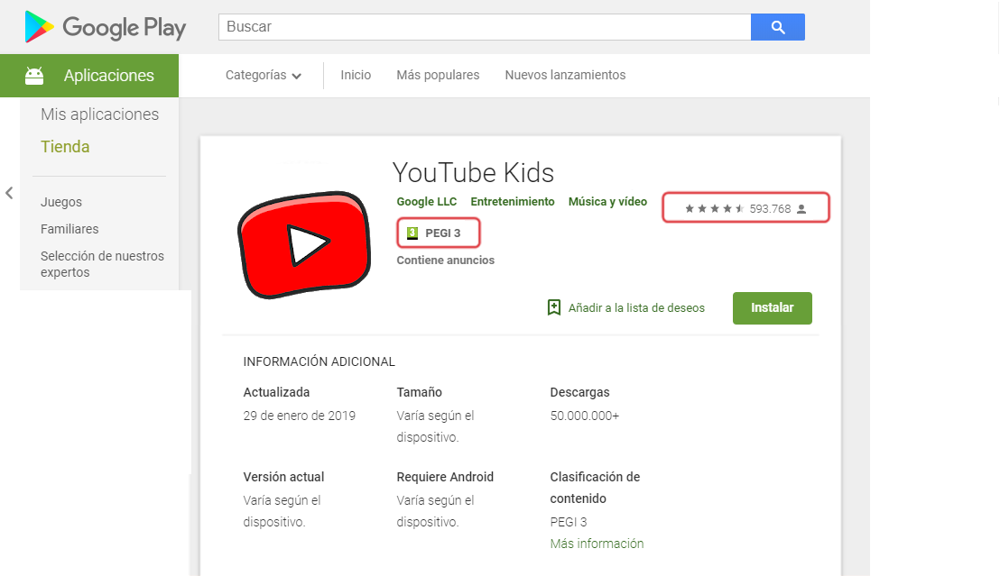 Google Play
Buscar
Aplicaciones
Categorías
Inicio
Más populares
Nuevos lanzamientos
Mis aplicaciones
Tienda
Juegos
Familiares
Selección de nuestros
expertos
YouTube Kids
Google LLC Entretenimiento Música y vídeo
593.768
3 PEGI 3
Contiene anuncios
Añadir a la lista de deseos
Instalar
INFORMACIÓN ADICIONAL
Actualizada
29 de enero de 2019
Tamaño
Varía según el
dispositivo.
Descargas
50.000.000+
Versión actual
Varía según el
dispositivo.
Requiere Android
Varía según el
dispositivo.
Clasificación de
contenido
PEGI 3
Más información